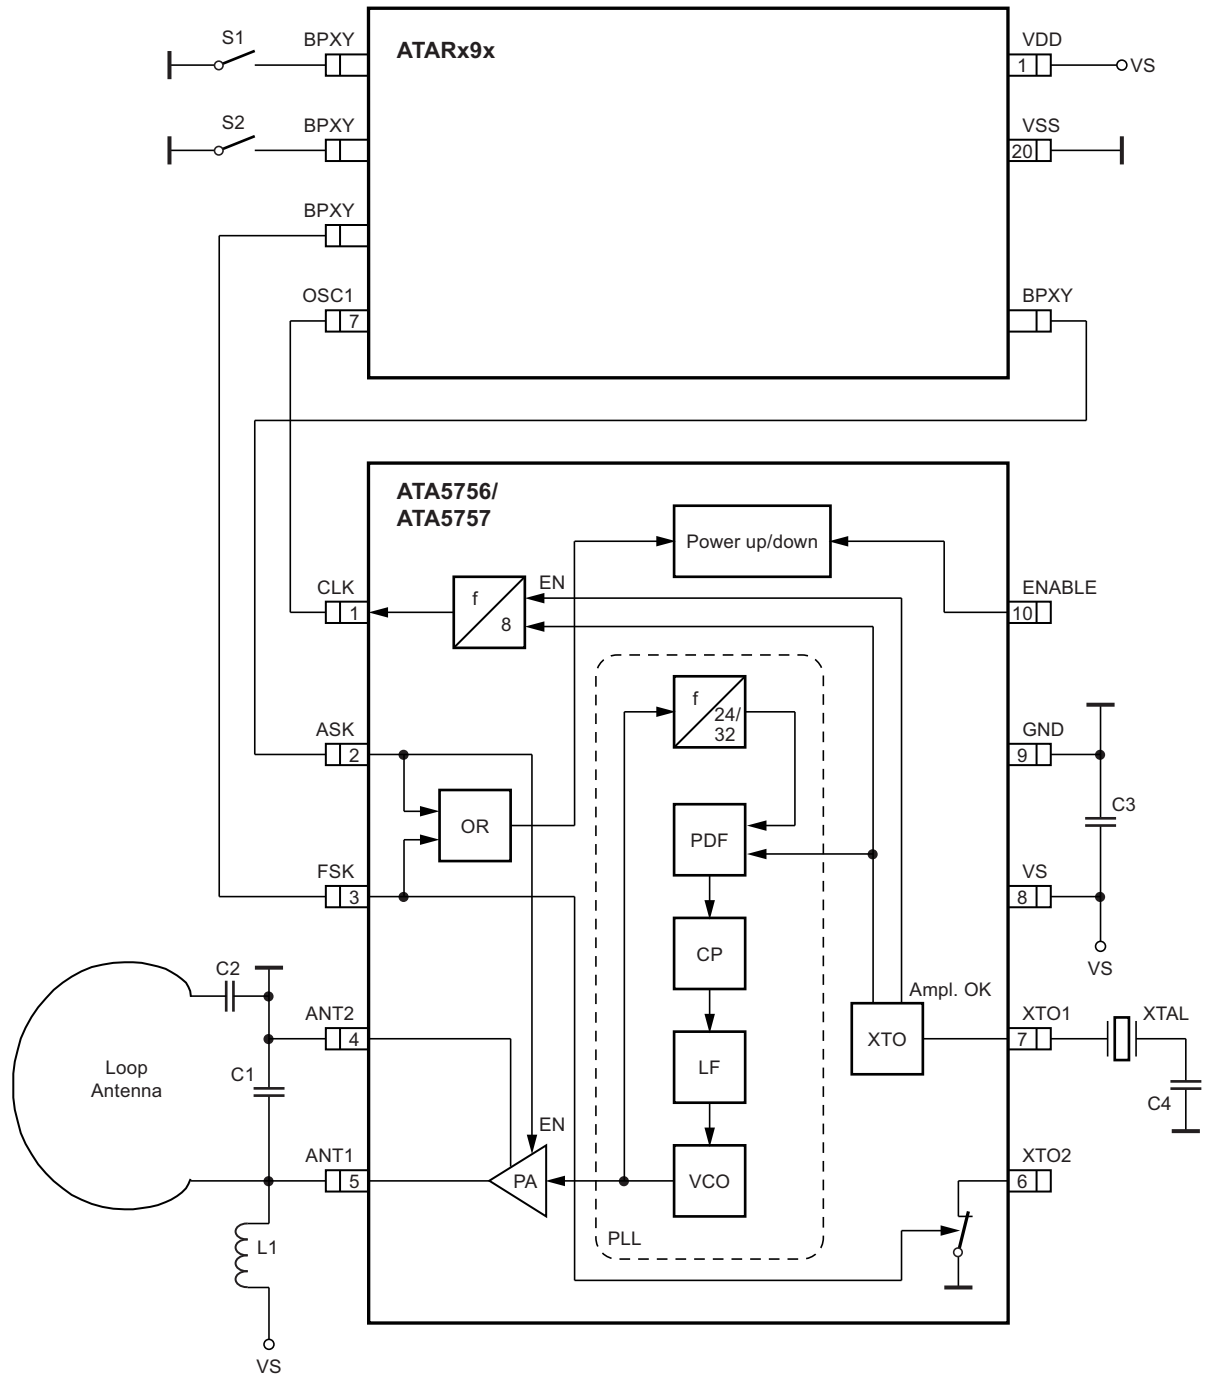 S1
BPXY
ATARx9x
VDD
1
VS
S2
BPXY
VSS
20
BPXY
OSC1
7
BPXY
ATA5756/
ATA5757
Power up/down
CLK
1
f
8
EN
ENABLE
10
f
24/
32
ASK
2
GND
9
OR
PDF
C3
FSK
3
VS
8
CP
VS
C2
Ampl. OK
ANT2
4
XTO
XTO1
7
XTAL
Loop
Antenna
C1
LF
C4
EN
ANT1
5
PA
VCO
XTO2
6
L1
PLL
VS